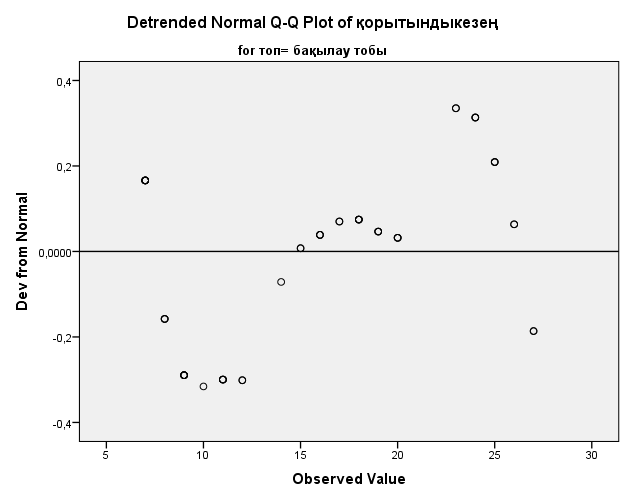 Detrended Normal Q-Q Plot of қорытындыкезең
for топ= бақылау тобы
Dev from Normal
0,4
0,2
0,0000
-0,2
-0,4
5 10 15 20 25 30
Observed Value